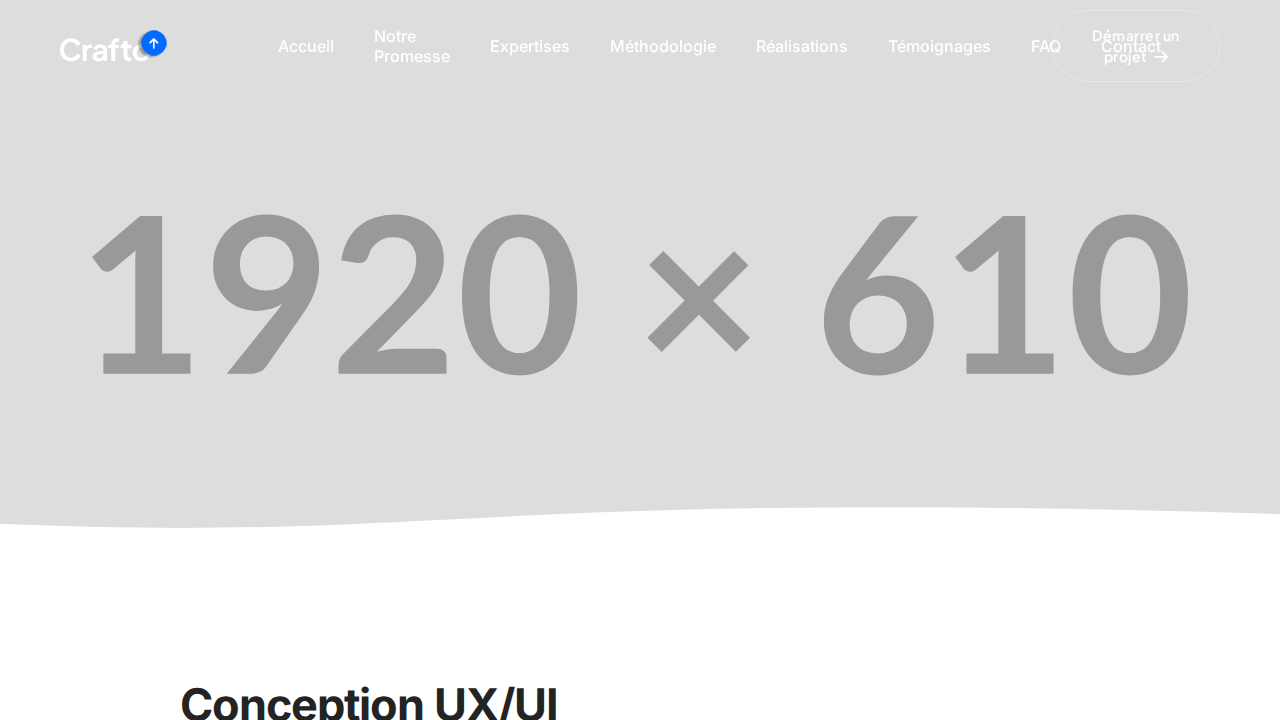 Crafto
Accueil
Notre
Promesse
Expertises
Méthodologie
Réalisations
Témoignages
FAQ
Contact
Démarrer un
projet →
1920 × 610
Conception UX/UI